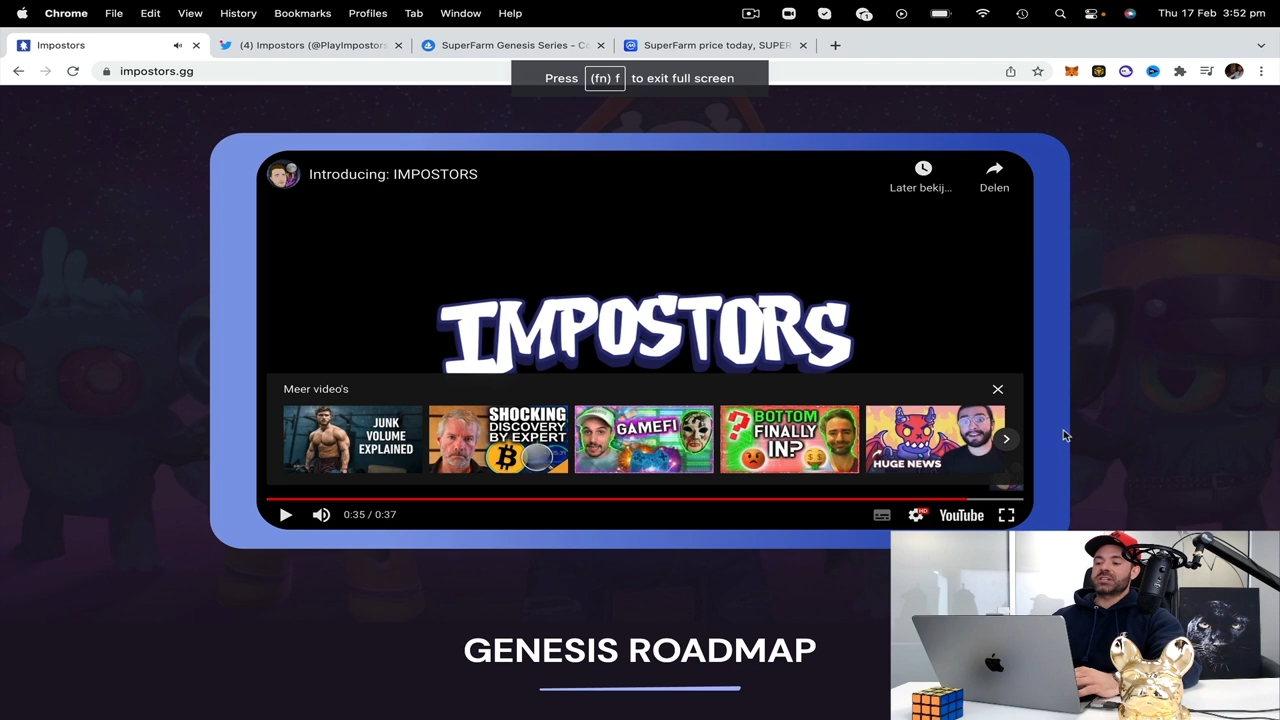 Chrome File Edit View History Bookmarks Profiles Tab Window Help
1
Thu 17 Feb 3:52 pm
Impostors
(4) Impostors (@PlayImpostors
SuperFarm Genesis Series - Co
SuperFarm price today, SUPER
impostors.gg
Press (fn) f to exit full screen
Introducing: IMPOSTORS
Later bekij...
Delen
IMPOSTORS
Meer video's
JUNK
VOLUME
EXPLAINED
SHOCKING
DISCOVERY
BY EXPERT
GAMEFI
BOTTOM
FINALLY
IN?
HUGE NEWS
0:35 / 0:37
HD
YouTube
GENESIS ROADMAP